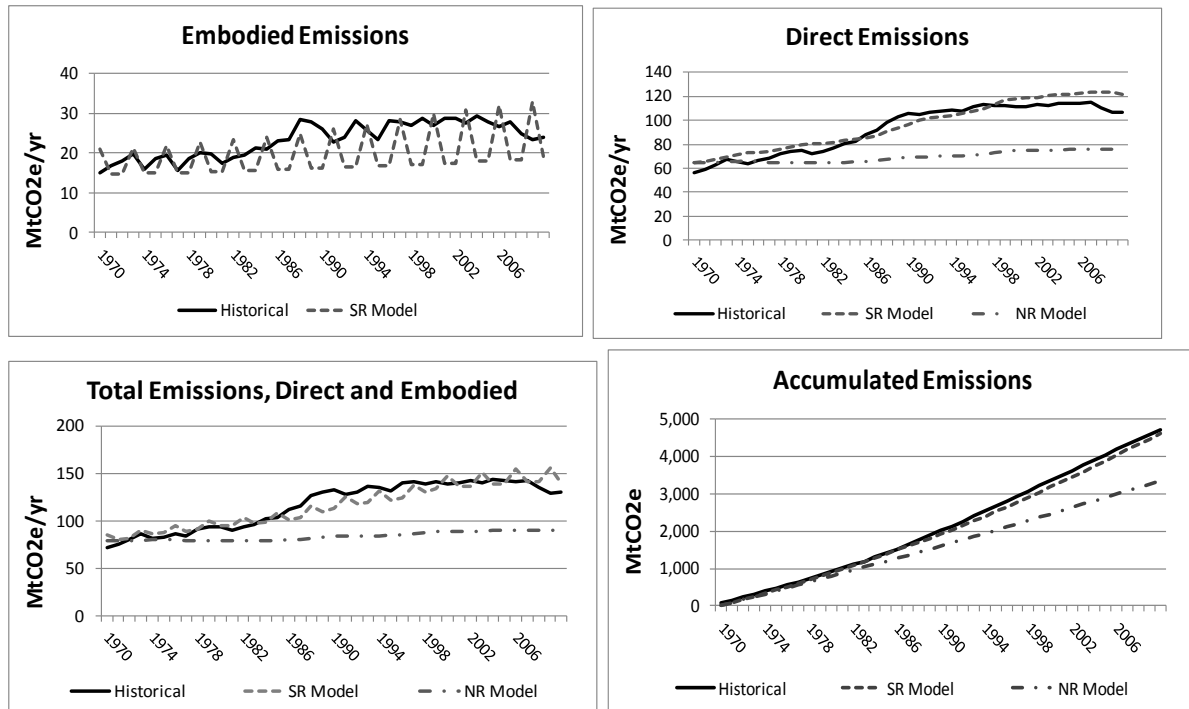 Embodied Emissions
MtCO2e/yr
40
30
20
10
0
1970 1974 1978 1982 1986 1990 1994 1998 2002 2006
Historical SR Model
Direct Emissions
MtCO2e/yr
140
120
100
80
60
40
20
0
1970 1974 1978 1982 1986 1990 1994 1998 2002 2006
Historical SR Model NR Model
Total Emissions, Direct and Embodied
MtCO2e/yr
200
150
100
50
0
1970 1974 1978 1982 1986 1990 1994 1998 2002 2006
Historical SR Model NR Model
Accumulated Emissions
MtCO2e
5,000
4,000
3,000
2,000
1,000
0
1970 1974 1978 1982 1986 1990 1994 1998 2002 2006
Historical SR Model NR Model